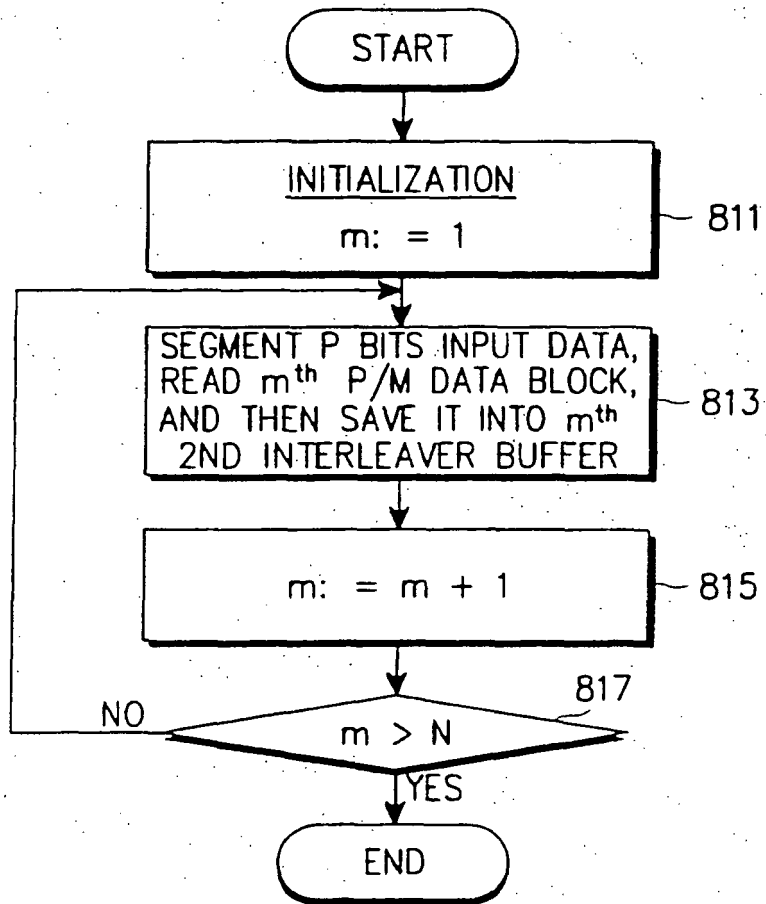 START
INITIALIZATION
m: = 1
811
SEGMENT P BITS INPUT DATA,
READ mth P/M DATA BLOCK,
AND THEN SAVE IT INTO mth
2ND INTERLEAVER BUFFER
813
m: = m + 1
815
817
NO
m > N
YES
END